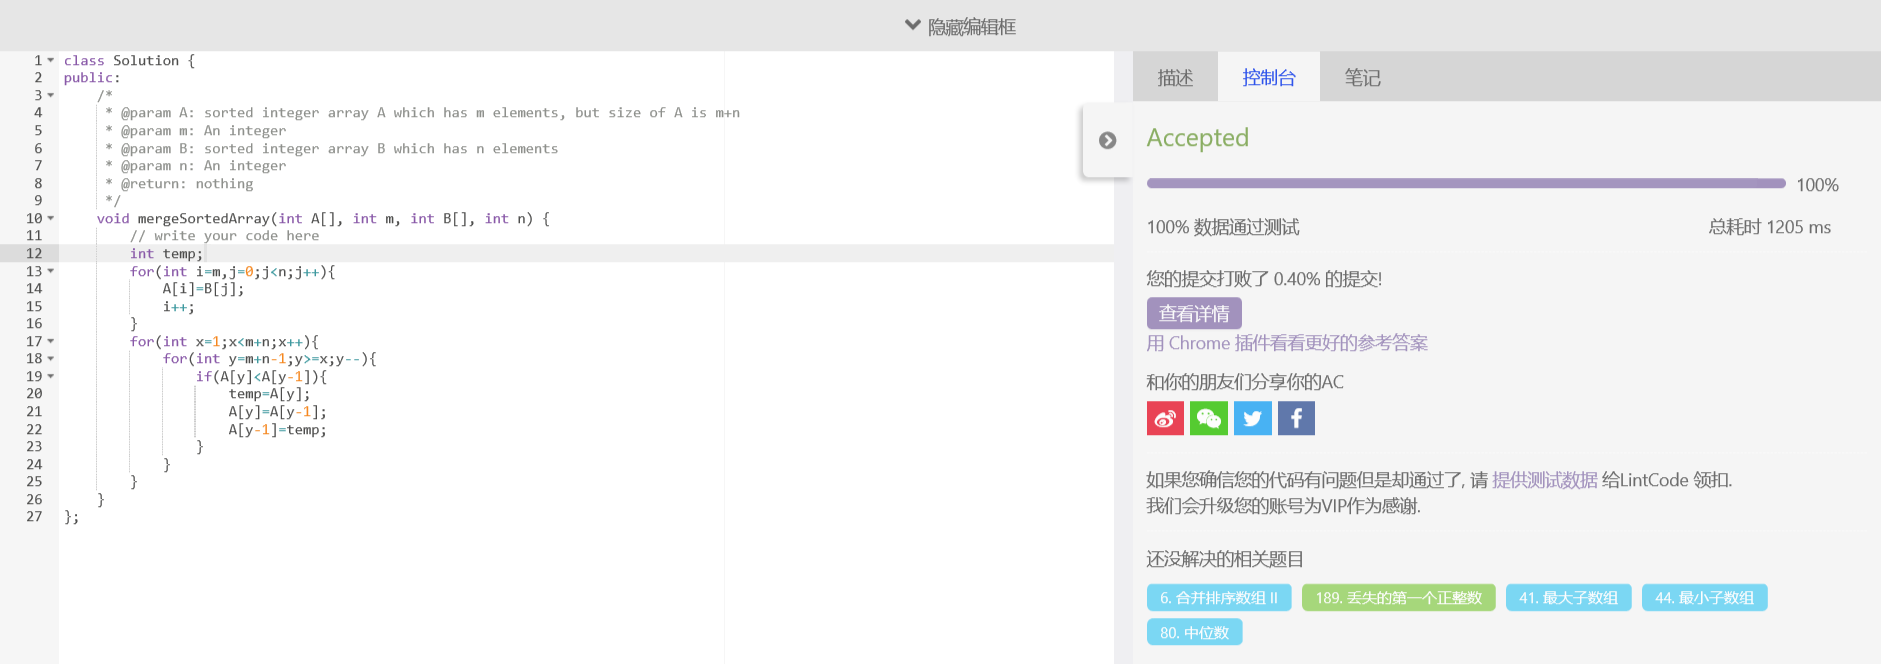 隐藏编辑框
1 class Solution {
2 public:
3 /*
4 * @param A: sorted integer array A which has m elements, but size of A is m+n
5 * @param m: An integer
6 * @param B: sorted integer array B which has n elements
7 * @param n: An integer
8 * @return: nothing
9 */
10 void mergeSortedArray(int A[], int m, int B[], int n) {
11 // write your code here
12 int temp;
13 for(int i=m,j=0;j<n;j++){
14 A[i]=B[j];
15 i++;
16 }
17 for(int x=1;x<m+n;x++){
18 for(int y=m+n-1;y>=x;y--){
19 if(A[y]<A[y-1]){
20 temp=A[y];
21 A[y]=A[y-1];
22 A[y-1]=temp;
23 }
24 }
25 }
26 }
27 };
描述 控制台 笔记
Accepted
100%
100% 数据通过测试 总耗时 1205 ms
您的提交打败了 0.40% 的提交!
查看详情
用 Chrome 插件看看更好的参考答案
和你的朋友们分享你的AC
如果您确信您的代码有问题但是却通过了, 请 提供测试数据 给LintCode 领扣.
我们会升级您的账号为VIP作为感谢.
还没解决的相关题目
6. 合并排序数组 II 189. 丢失的第一个正整数 41. 最大子数组 44. 最小子数组
80. 中位数